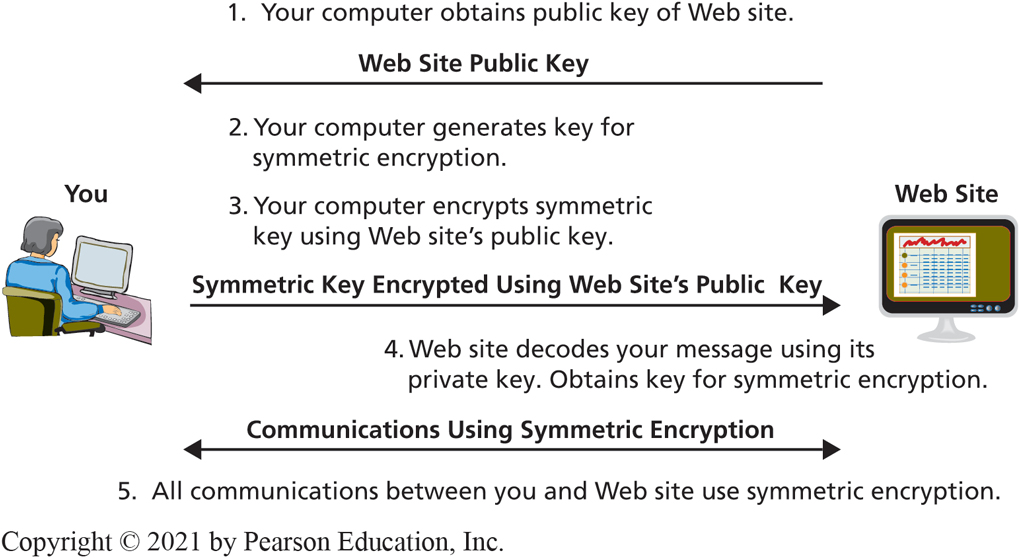 1. Your computer obtains public key of Web site.
Web Site Public Key
2. Your computer generates key for
symmetric encryption.
You
Web Site
3. Your computer encrypts symmetric
key using Web site’s public key.
Symmetric Key Encrypted Using Web Site’s Public Key
4. Web site decodes your message using its
private key. Obtains key for symmetric encryption.
Communications Using Symmetric Encryption
5. All communications between you and Web site use symmetric encryption.
Copyright © 2021 by Pearson Education, Inc.